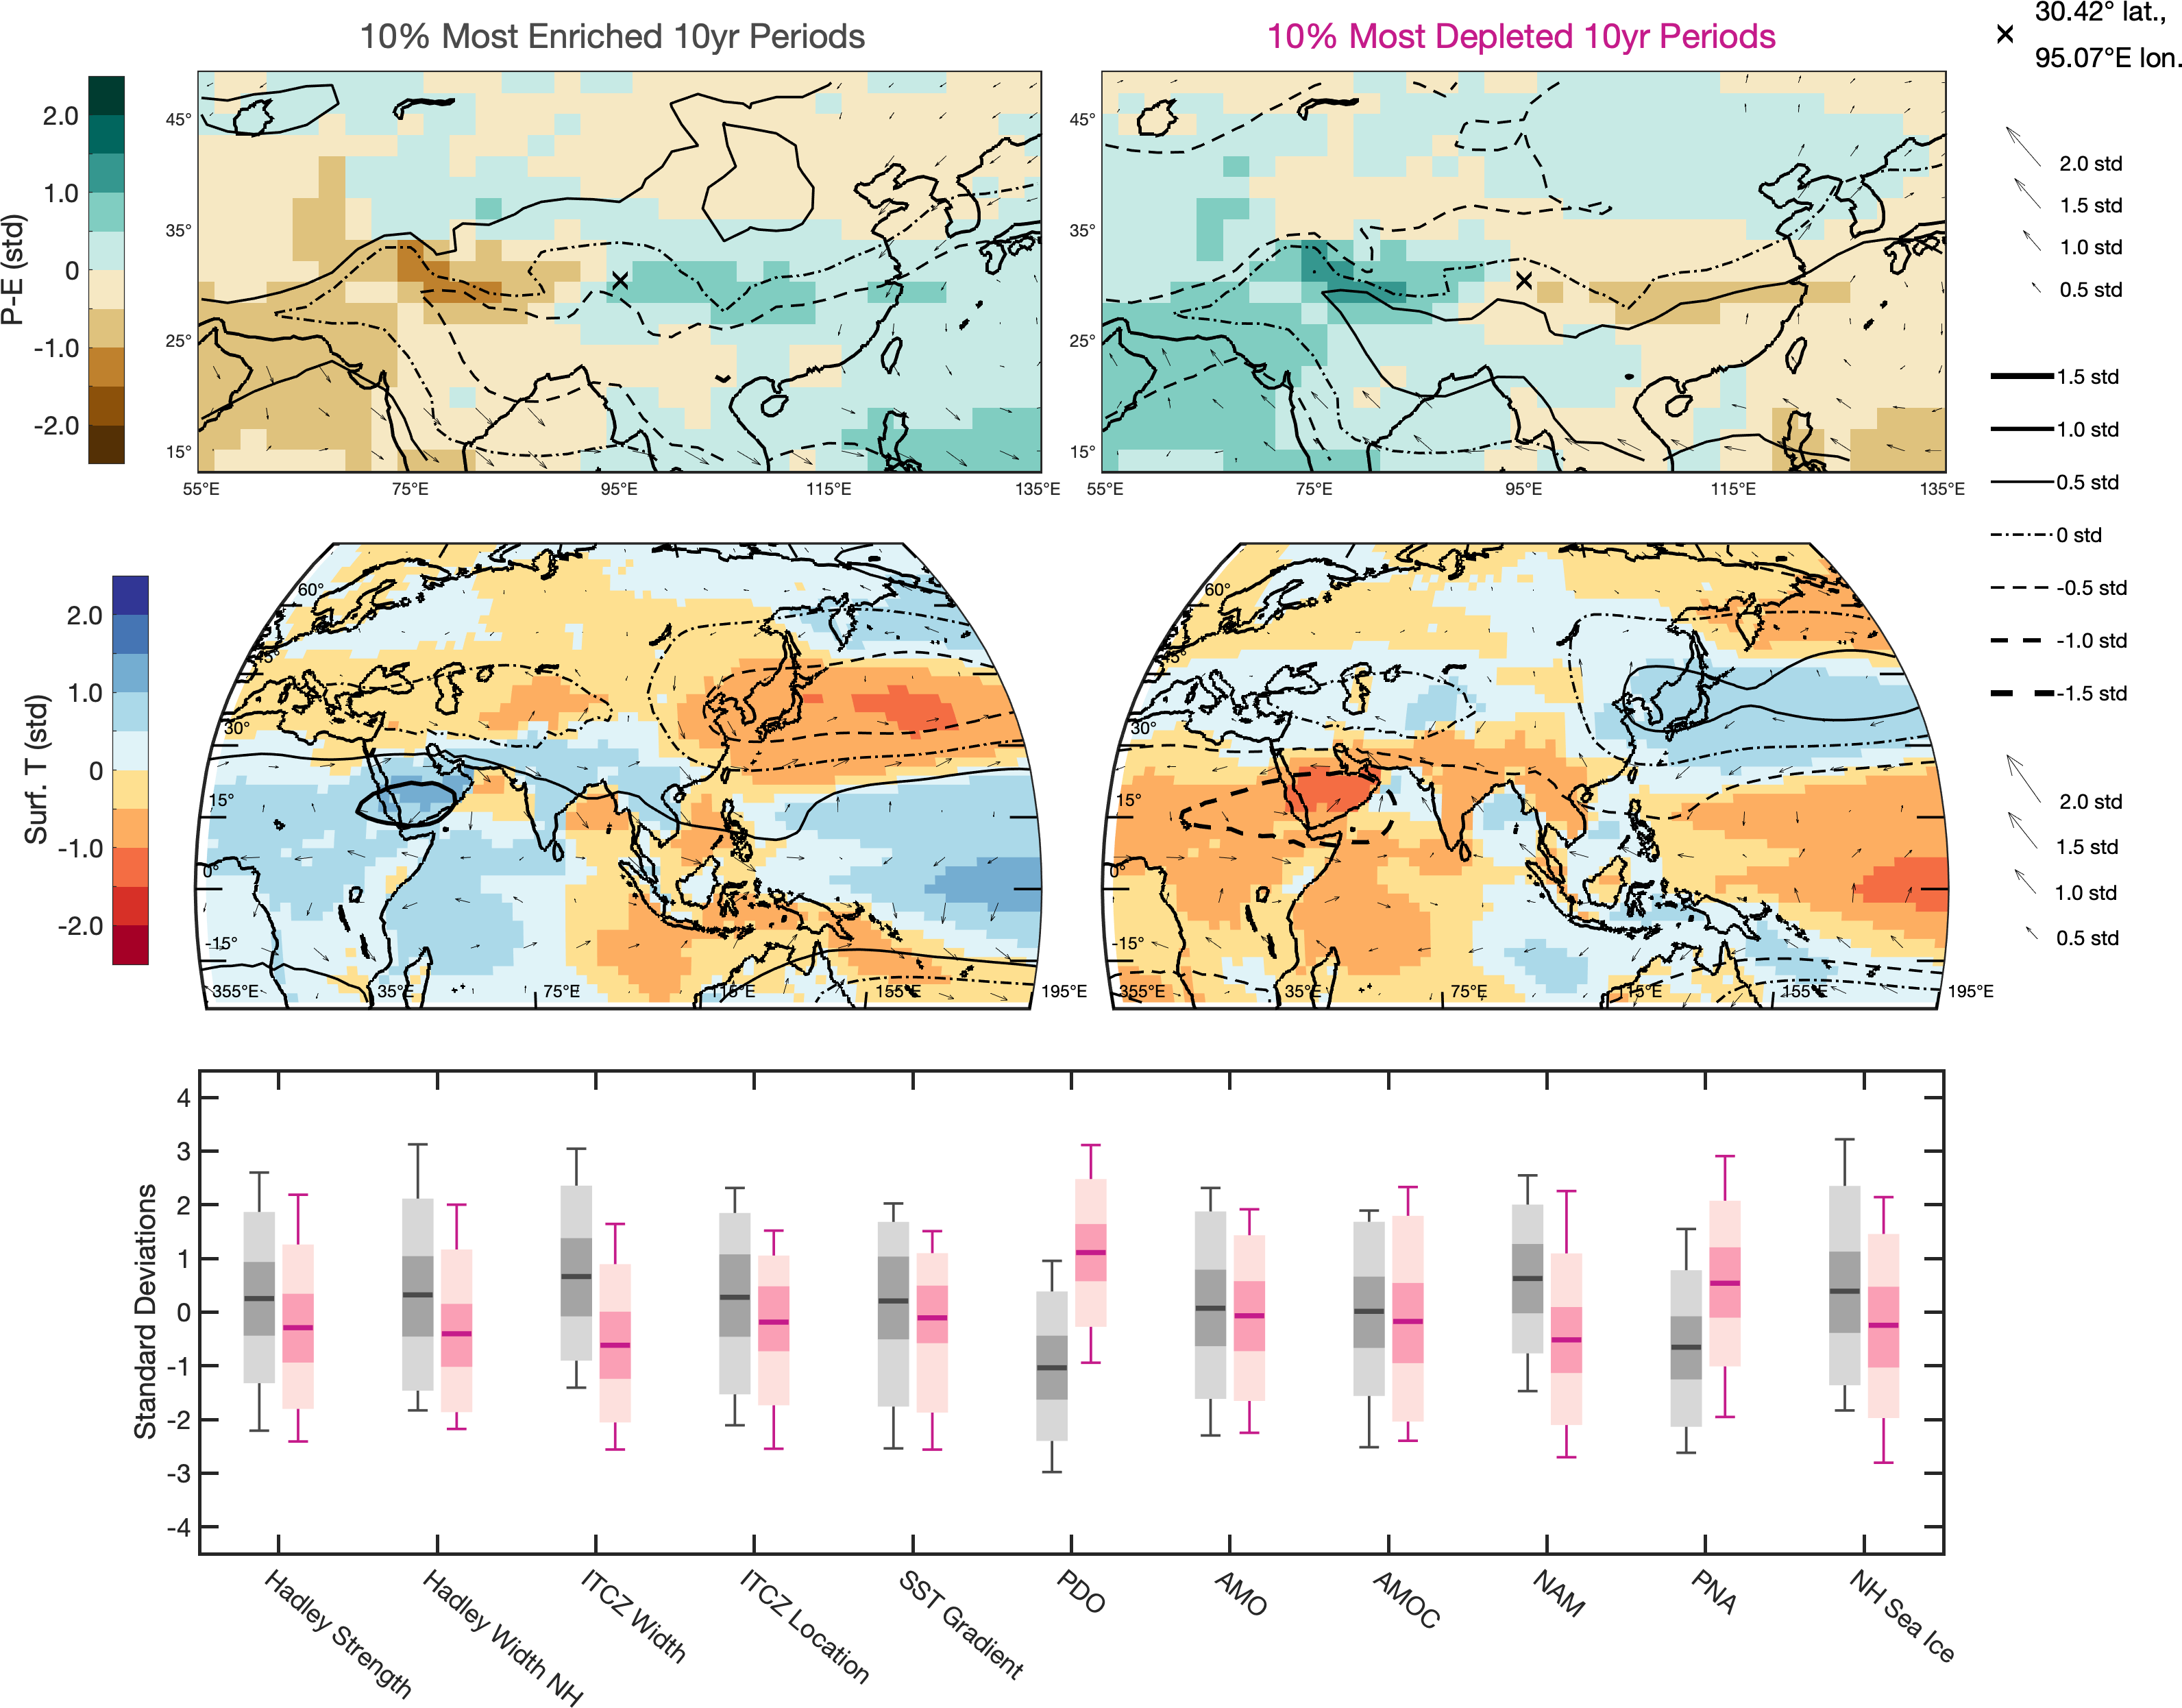 10% Most Enriched 10yr Periods
10% Most Depleted 10yr Periods
× 30.42° lat.,
95.07°E lon.
P-E (std)
2.0
1.0
0
-1.0
-2.0
45°
35°
25°
15°
55°E 75°E 95°E 115°E 135°E
45°
35°
25°
15°
55°E 75°E 95°E 115°E 135°E
2.0 std
1.5 std
1.0 std
0.5 std
1.5 std
1.0 std
0.5 std
0 std
-0.5 std
-1.0 std
-1.5 std
Surf. T (std)
2.0
1.0
0
-1.0
-2.0
60°
45°
30°
15°
0°
-15°
355°E 35°E 75°E 115°E 155°E 195°E
60°
45°
30°
15°
0°
-15°
355°E 35°E 75°E 115°E 155°E 195°E
2.0 std
1.5 std
1.0 std
0.5 std
Standard Deviations
4
3
2
1
0
-1
-2
-3
-4
Hadley Strength
Hadley Width NH
ITCZ Width
ITCZ Location
SST Gradient
PDO
AMO
AMOC
NAM
PNA
NH Sea Ice